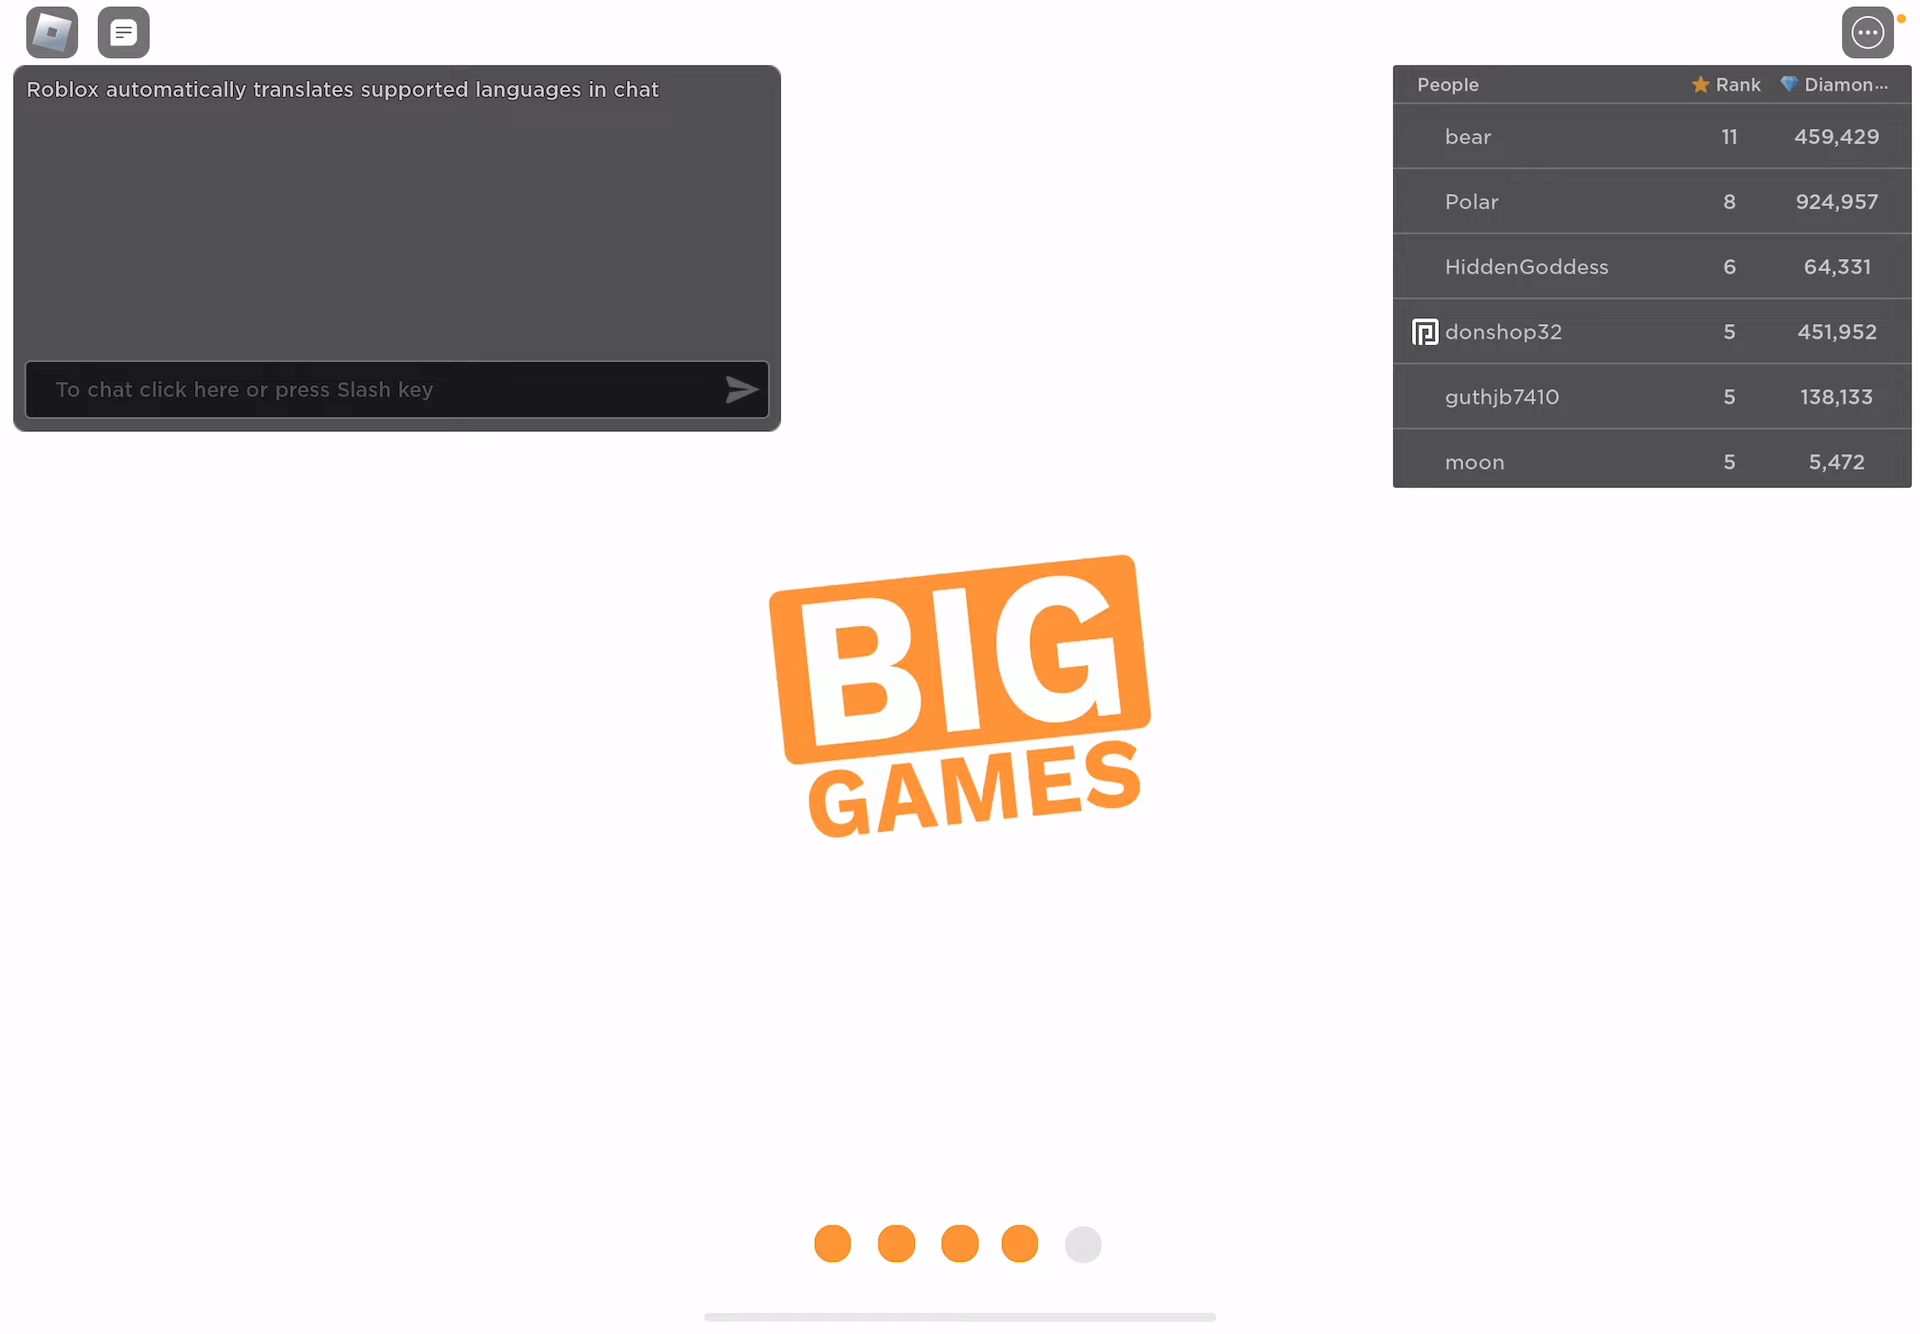 Roblox automatically translates supported languages in chat
To chat click here or press Slash key
People Rank Diamon...
bear 11 459,429
Polar 8 924,957
HiddenGoddess 6 64,331
donshop32 5 451,952
guthjb7410 5 138,133
moon 5 5,472
BIG
GAMES